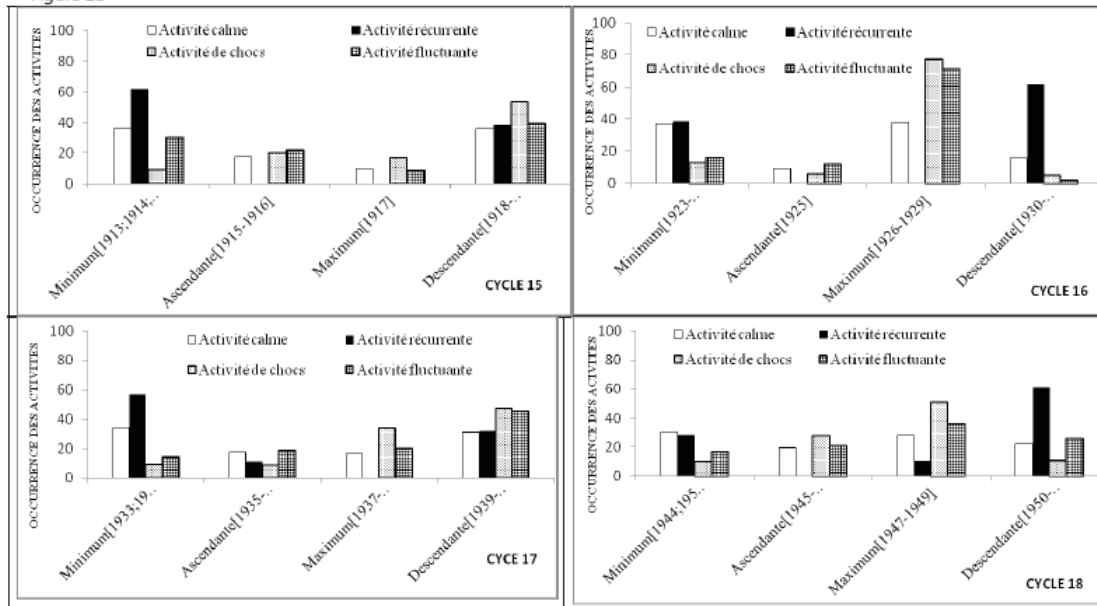 100
80
60
40
20
0
OCCURRENCE DES ACTIVITES
Activité calme
Activité récurrente
Activité de chocs
Activité fluctuante
Minimum[1913;1914;...
Ascendante[1915-1916]
Maximum[1917]
Descendante[1918-...
CYCLE 15
100
80
60
40
20
0
OCCURRENCE DES ACTIVITES
Activité calme
Activité récurrente
Activité de chocs
Activité fluctuante
Minimum[1923-...
Ascendante[1925]
Maximum[1926-1929]
Descendante[1930-...
CYCLE 16
100
80
60
40
20
0
OCCURRENCE DES ACTIVITES
Activité calme
Activité récurrente
Activité de chocs
Activité fluctuante
Minimum[1933;19...
Ascendante[1935-...
Maximum[1937-...
Descendante[1939-...
CYCE 17
100
80
60
40
20
0
OCCURRENCE DES ACTIVITES
Activité calme
Activité récurrente
Activité de chocs
Activité fluctuante
Minimum[1944;195...
Ascendante[1945-...
Maximum[1947-1949]
Descendante[1950-...
CYCLE 18